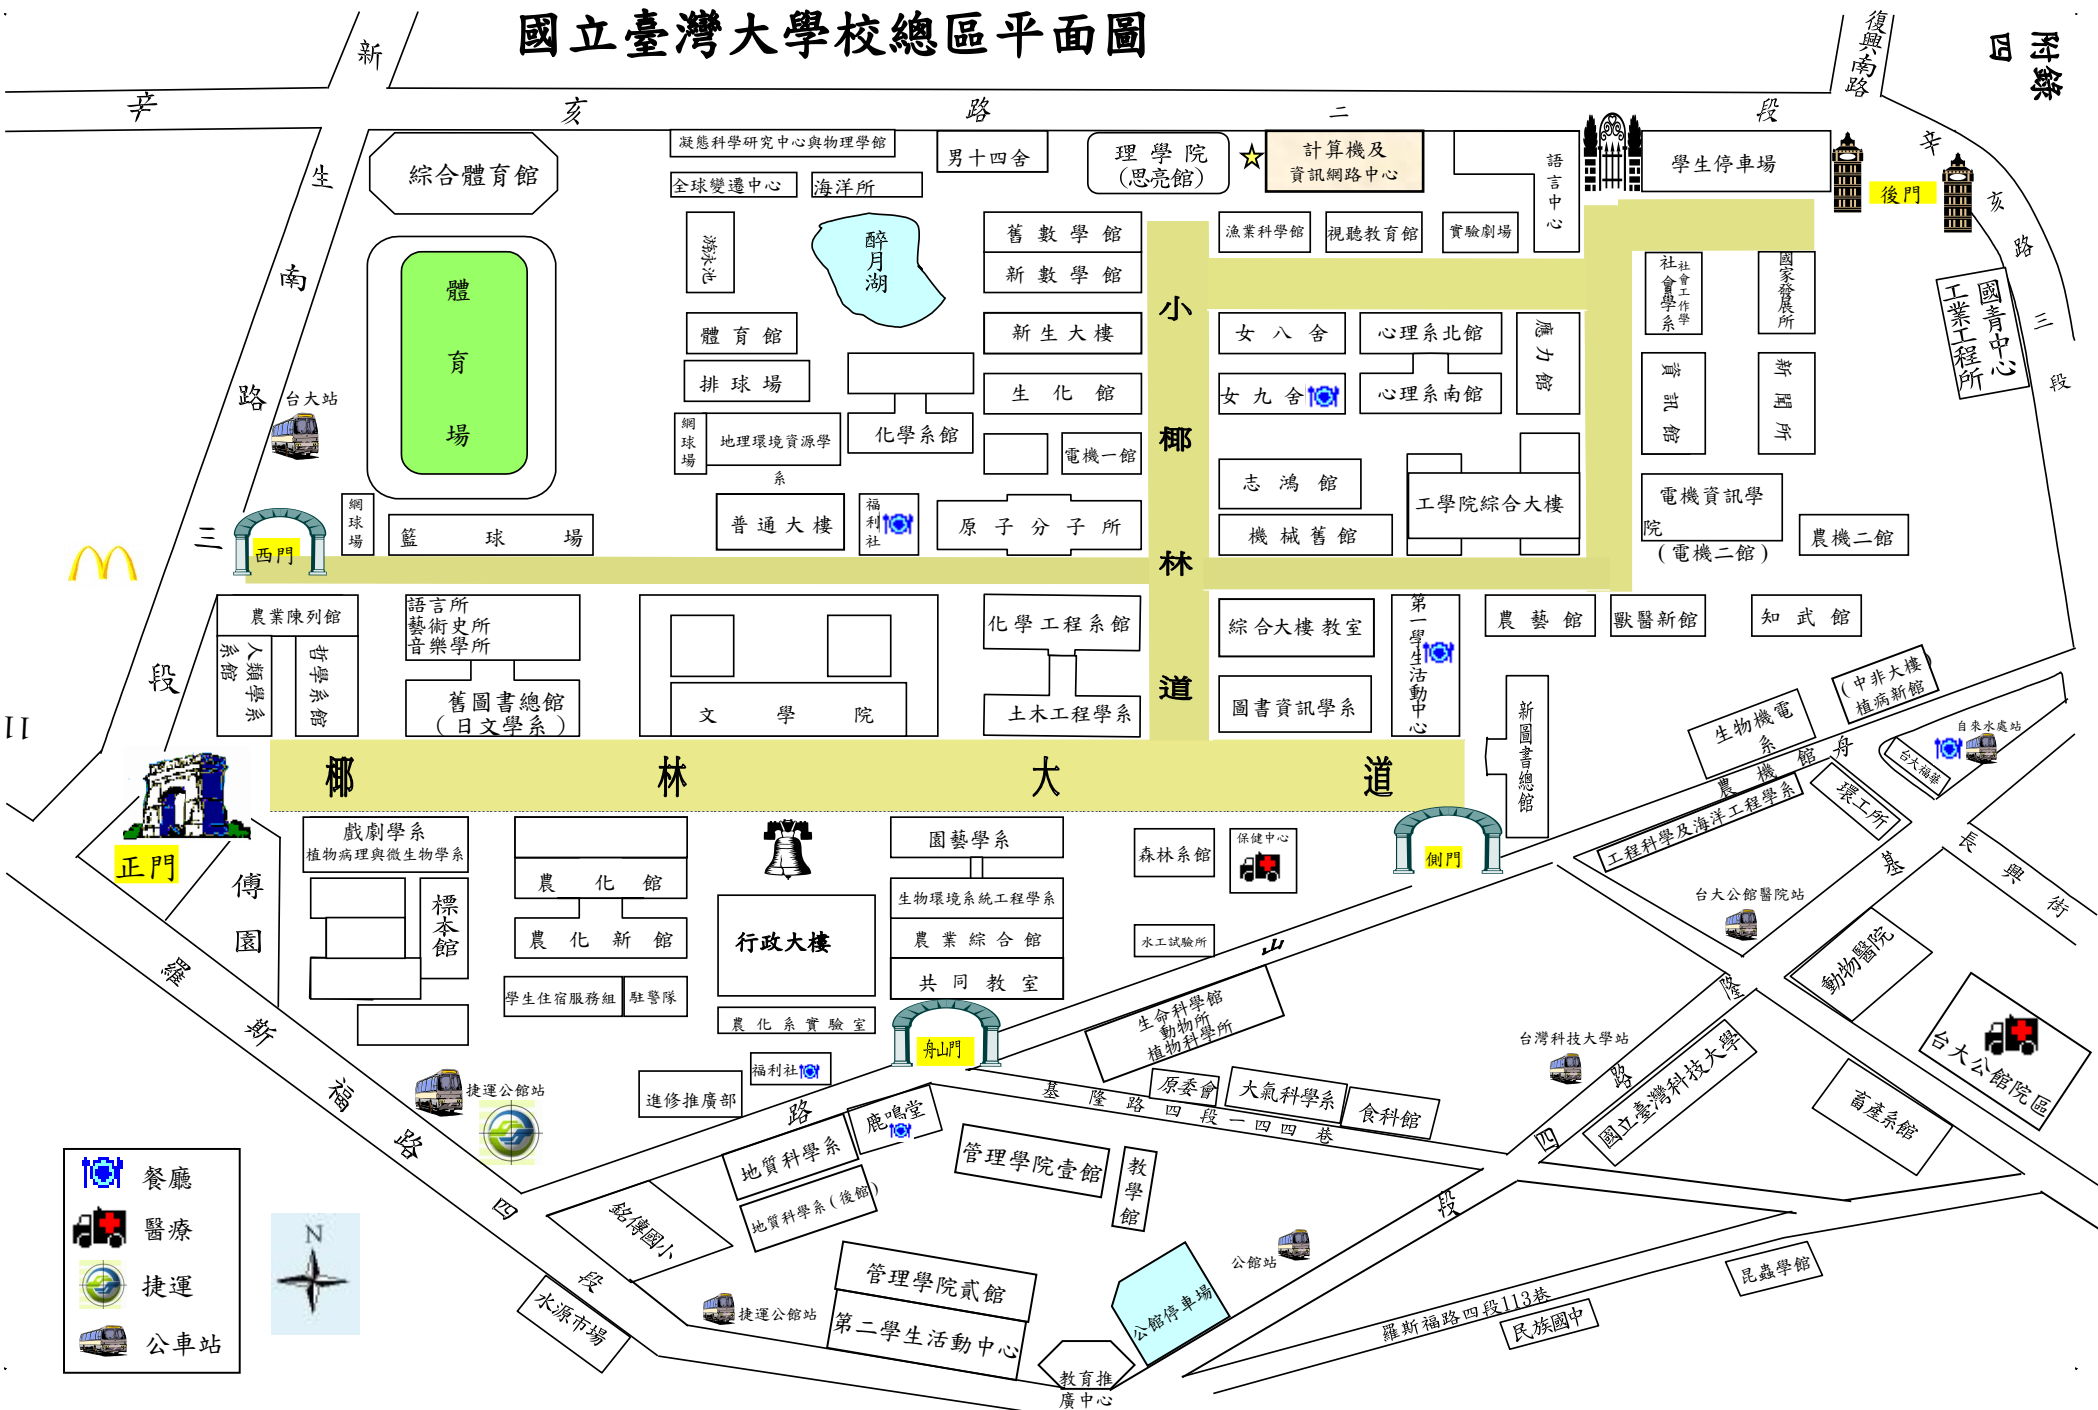 國立臺灣大學校總區平面圖
附錄四
復興南路
新生南路三段
辛亥路二段
辛亥路三段
綜合體育館
凝態科學研究中心與物理學館
男十四舍
理學院
(思亮館)
計算機及
資訊網路中心
語言中心
學生停車場
後門
全球變遷中心
海洋所
游泳池
醉月湖
舊數學館
新數學館
漁業科學館
視聽教育館
實驗劇場
社會學系
社會工作學
國家發展所
國青中心
工業工程所
體育場
小椰林道
體育館
新生大樓
女八舍
心理系北館
應力館
排球場
生化館
女九舍
心理系南館
資訊館
新聞所
台大站
網球場
地理環境資源學
系
化學系館
電機一館
志鴻館
工學院綜合大樓
電機資訊學
院
(電機二館)
農機二館
網球場
籃球場
普通大樓
福利社
原子分子所
機械舊館
西門
農業陳列館
人類學系
系館
哲學系館
語言所
藝術史所
音樂學所
舊圖書總館
(日文學系)
文學院
化學工程系館
土木工程學系
綜合大樓教室
圖書資訊學系
第一學生活動中心
農藝館
獸醫新館
知武館
新圖書總館
生物機電
系
(中非大樓)
植病新館
農機館
自來水處站
台大福華
環工所
工程科學及海洋工程學系
椰林大道
正門
傅園
戲劇學系
植物病理與微生物學系
標本館
農化館
農化新館
學生住宿服務組
駐警隊
行政大樓
農化系實驗室
園藝學系
生物環境系統工程學系
農業綜合館
共同教室
森林系館
保健中心
水工試驗所
側門
舟山路
舟山門
台大公館醫院站
長興街
基隆路四段
動物醫院
台大公館院區
生命科學館
動物所
植物科學所
台灣科技大學站
國立臺灣科技大學
畜產系館
福利社
進修推廣部
捷運公館站
羅斯福路四段
鹿鳴堂
地質科學系
地質科學系(後館)
基隆路四段一四四巷
原委會
大氣科學系
食科館
管理學院壹館
教學館
銘傳國小
水源市場
捷運公館站
管理學院貳館
第二學生活動中心
公館站
公館停車場
教育推
廣中心
羅斯福路四段113巷
民族國中
昆蟲學館
餐廳
醫療
捷運
公車站
N
11